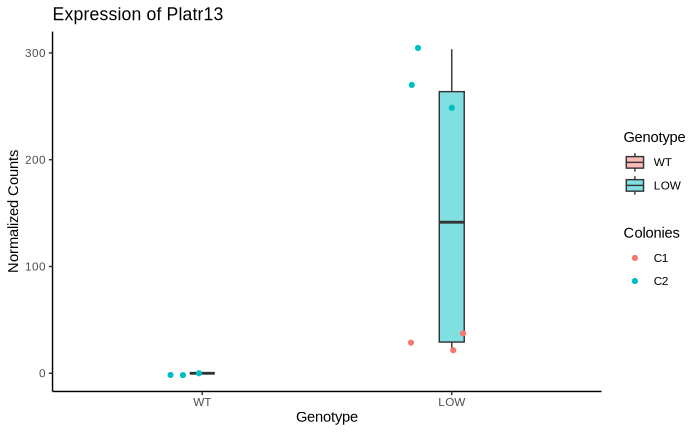 Expression of Platr13
Normalized Counts
300
200
100
0
WT
LOW
Genotype
Genotype
WT
LOW
Colonies
C1
C2